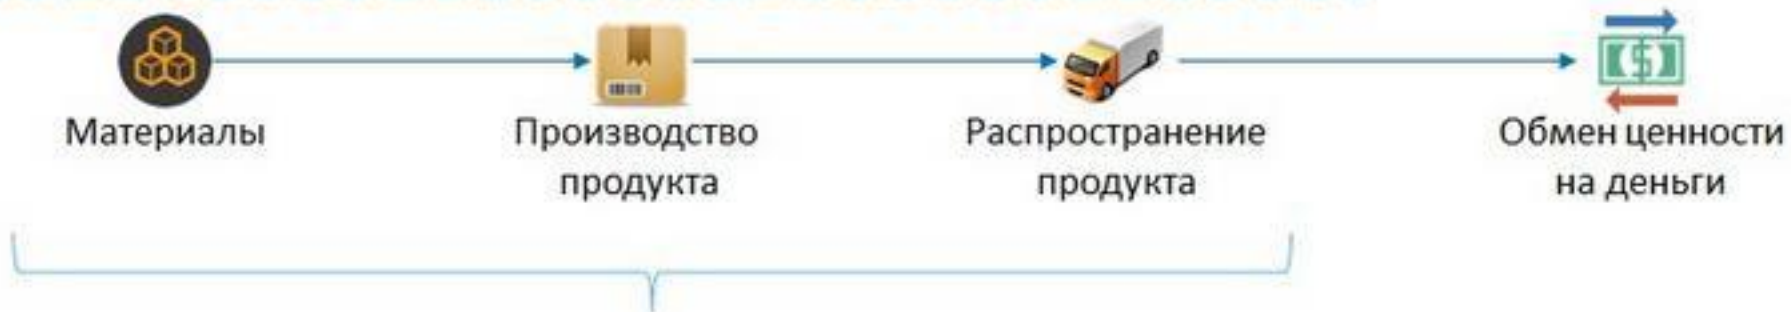 Материалы
Производство
продукта
Распространение
продукта
Обмен ценности
на деньги